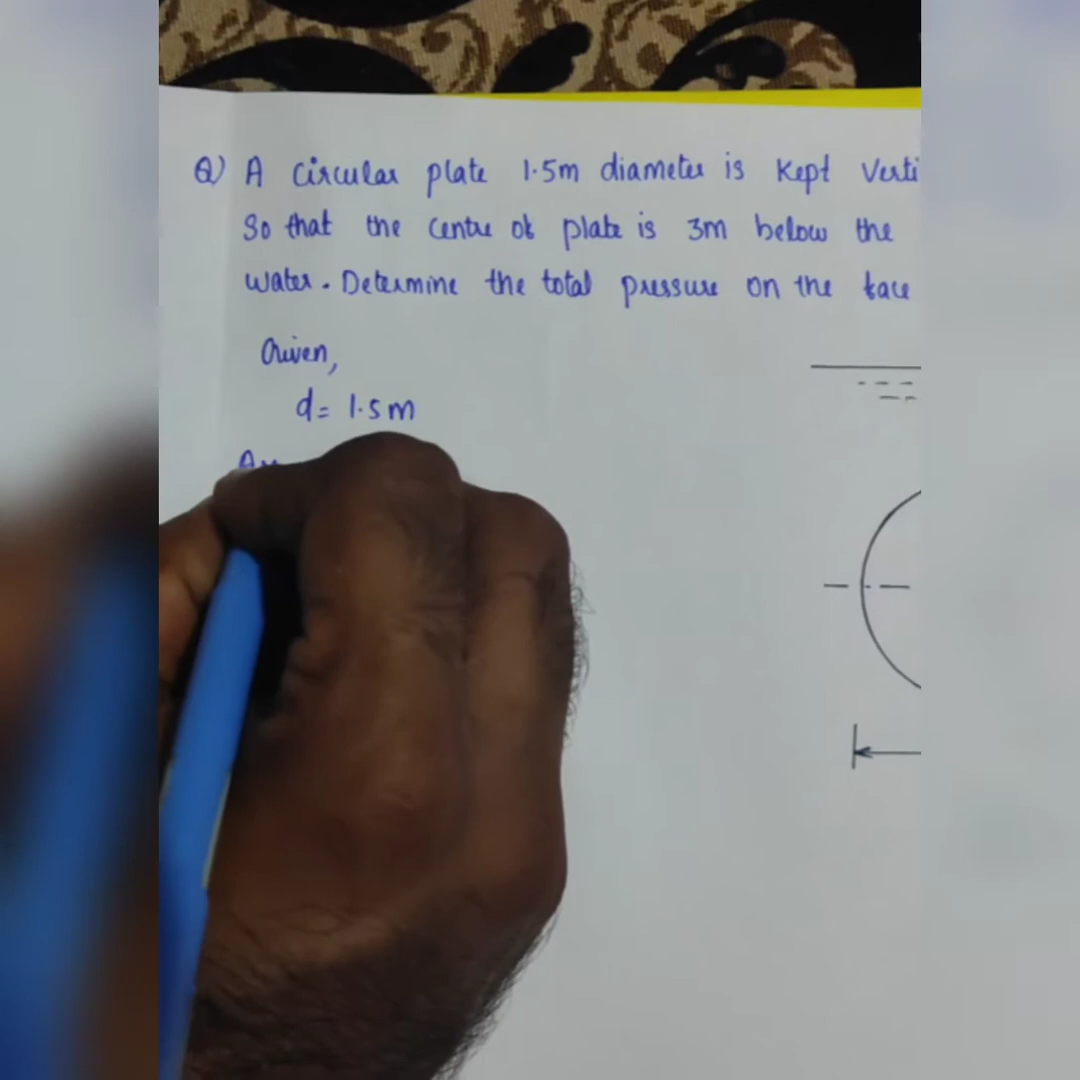 Q) A circular plate 1.5m diameter is kept verti
So that the centre of plate is 3m below the
water. Determine the total pressure on the face
Given,
d= 1.5m